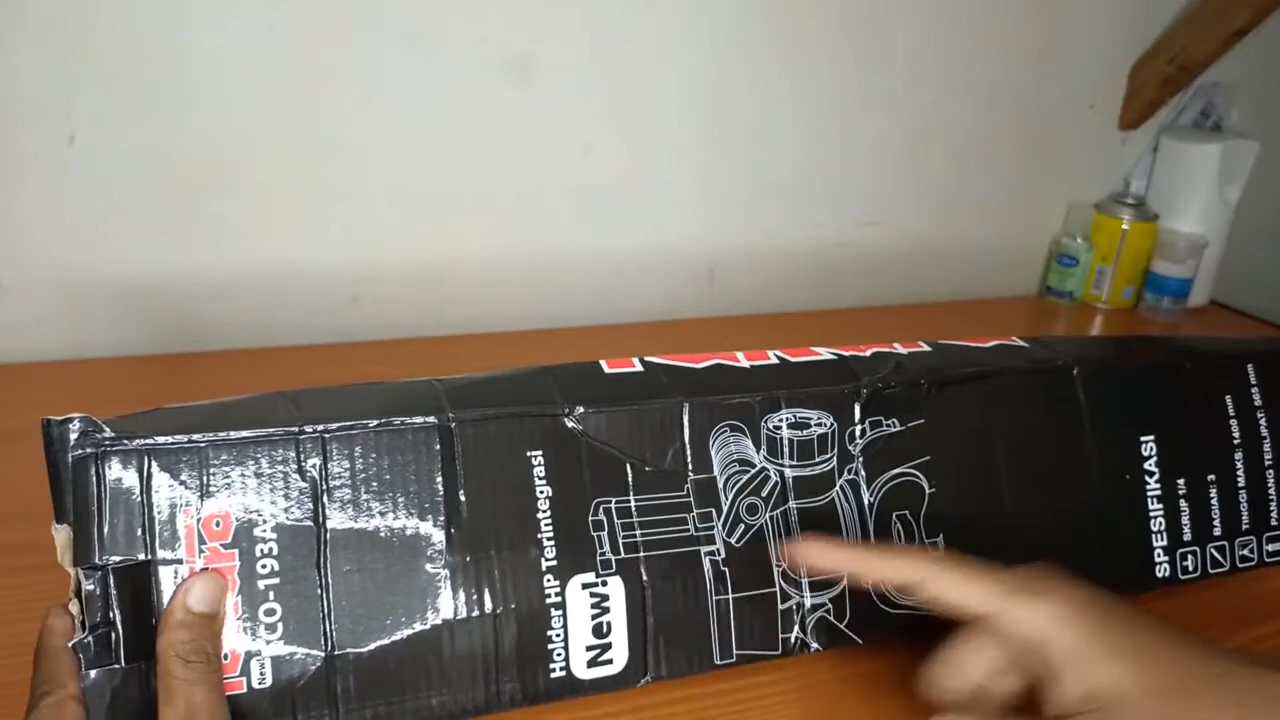 New!
CO-193A
Holder HP Terintegrasi
New!
SPESIFIKASI
SKRUP 1/4
BAGIAN: 3
TINGGI MAKS: 1400 mm
PANJANG TERLIPAT: 565 mm